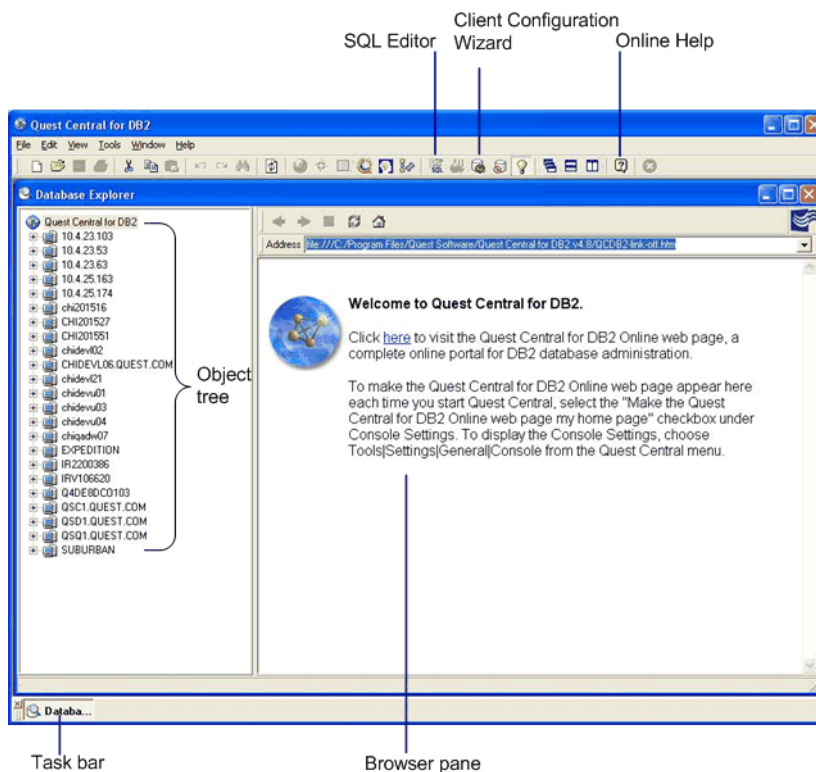 Client Configuration
SQL Editor
Wizard
Online Help
Quest Central for DB2
File Edit View Tools Window Help
Database Explorer
Quest Central for DB2
10.4.23.103
10.4.23.53
10.4.23.63
10.4.25.163
10.4.25.174
chi201516
CHI201527
CHI201551
chidevl02
CHIDEVL06.QUEST.COM
chidevl21
chidevu01
chidevu03
chidevu04
chiqadw07
EXPEDITION
IR2200386
IRV106620
Q4DE8DCO103
QSC1.QUEST.COM
QSD1.QUEST.COM
QSQ1.QUEST.COM
SUBURBAN
Object
tree
Address file:///C:/Program Files/Quest Software/Quest Central for DB2 v4.8/QCDB2-link-off.htm
Welcome to Quest Central for DB2.
Click here to visit the Quest Central for DB2 Online web page, a
complete online portal for DB2 database administration.
To make the Quest Central for DB2 Online web page appear here
each time you start Quest Central, select the "Make the Quest
Central for DB2 Online web page my home page" checkbox under
Console Settings. To display the Console Settings, choose
Tools|Settings|General|Console from the Quest Central menu.
Databa...
Task bar
Browser pane